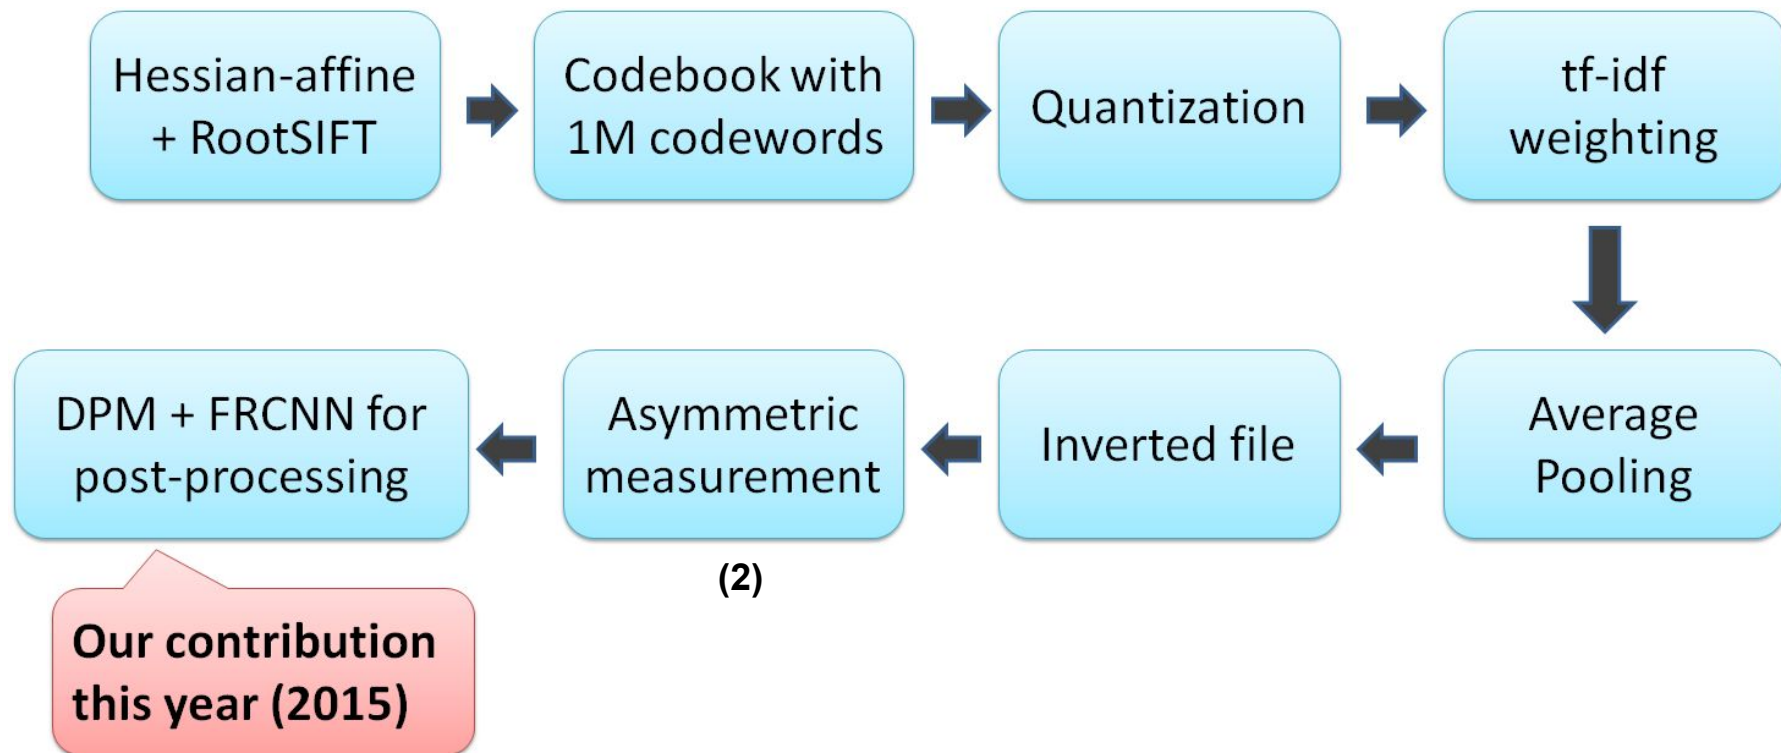 Hessian-affine
+ RootSIFT
Codebook with
1M codewords
Quantization
tf-idf
weighting
DPM + FRCNN for
post-processing
Asymmetric
measurement
Inverted file
Average
Pooling
(2)
Our contribution
this year (2015)